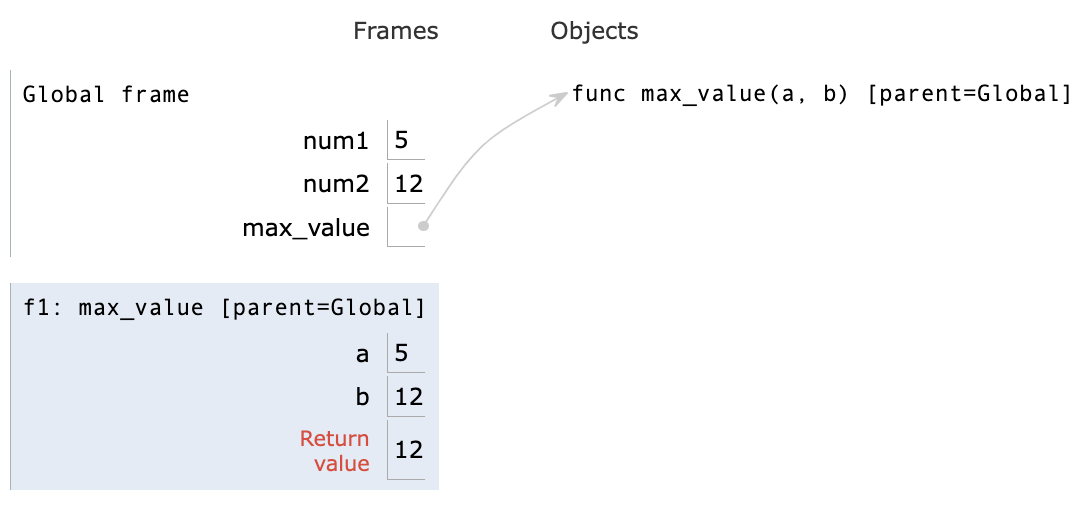 Frames Objects
Global frame
func max_value(a, b) [parent=Global]
num1 5
num2 12
max_value
f1: max_value [parent=Global]
a 5
b 12
Return
value 12